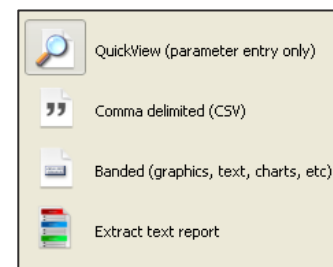 QuickView (parameter entry only)
Comma delimited (CSV)
Banded (graphics, text, charts, etc)
Extract text report